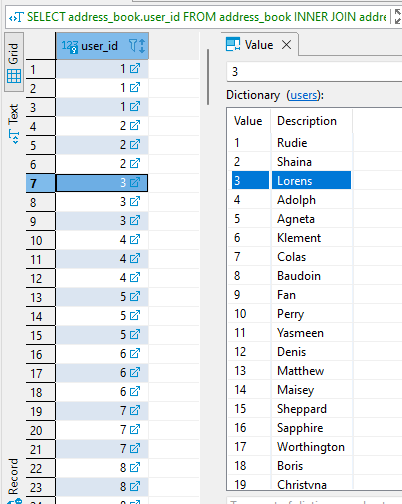 SELECT address_book.user_id FROM address_book INNER JOIN addre
Grid
Text
Record
user_id
1 1
2 1
3 1
4 2
5 2
6 2
7 3
8 3
9 3
10 4
11 4
12 4
13 5
14 5
15 5
16 6
17 6
18 6
19 7
20 7
21 7
22 8
23 8
Value
3
Dictionary (users):
Value Description
1 Rudie
2 Shaina
3 Lorens
4 Adolph
5 Agneta
6 Klement
7 Colas
8 Baudoin
9 Fan
10 Perry
11 Yasmeen
12 Denis
13 Matthew
14 Maisey
15 Sheppard
16 Sapphire
17 Worthington
18 Boris
19 Christyna